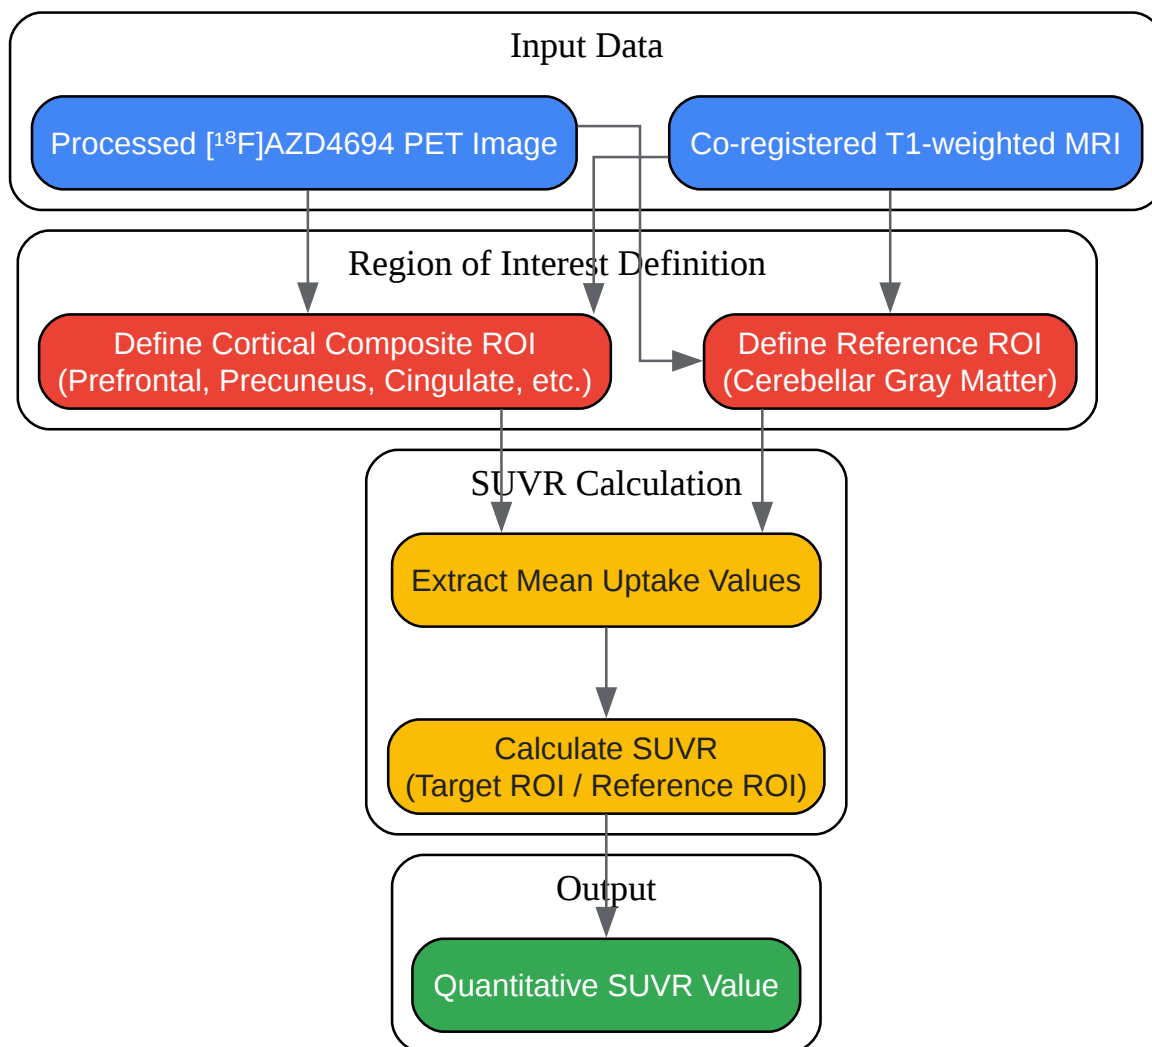 Input Data
Processed [¹⁸F]AZD4694 PET Image
Co-registered T1-weighted MRI
Region of Interest Definition
Define Cortical Composite ROI
(Prefrontal, Precuneus, Cingulate, etc.)
Define Reference ROI
(Cerebellar Gray Matter)
SUVR Calculation
Extract Mean Uptake Values
Calculate SUVR
(Target ROI / Reference ROI)
Output
Quantitative SUVR Value